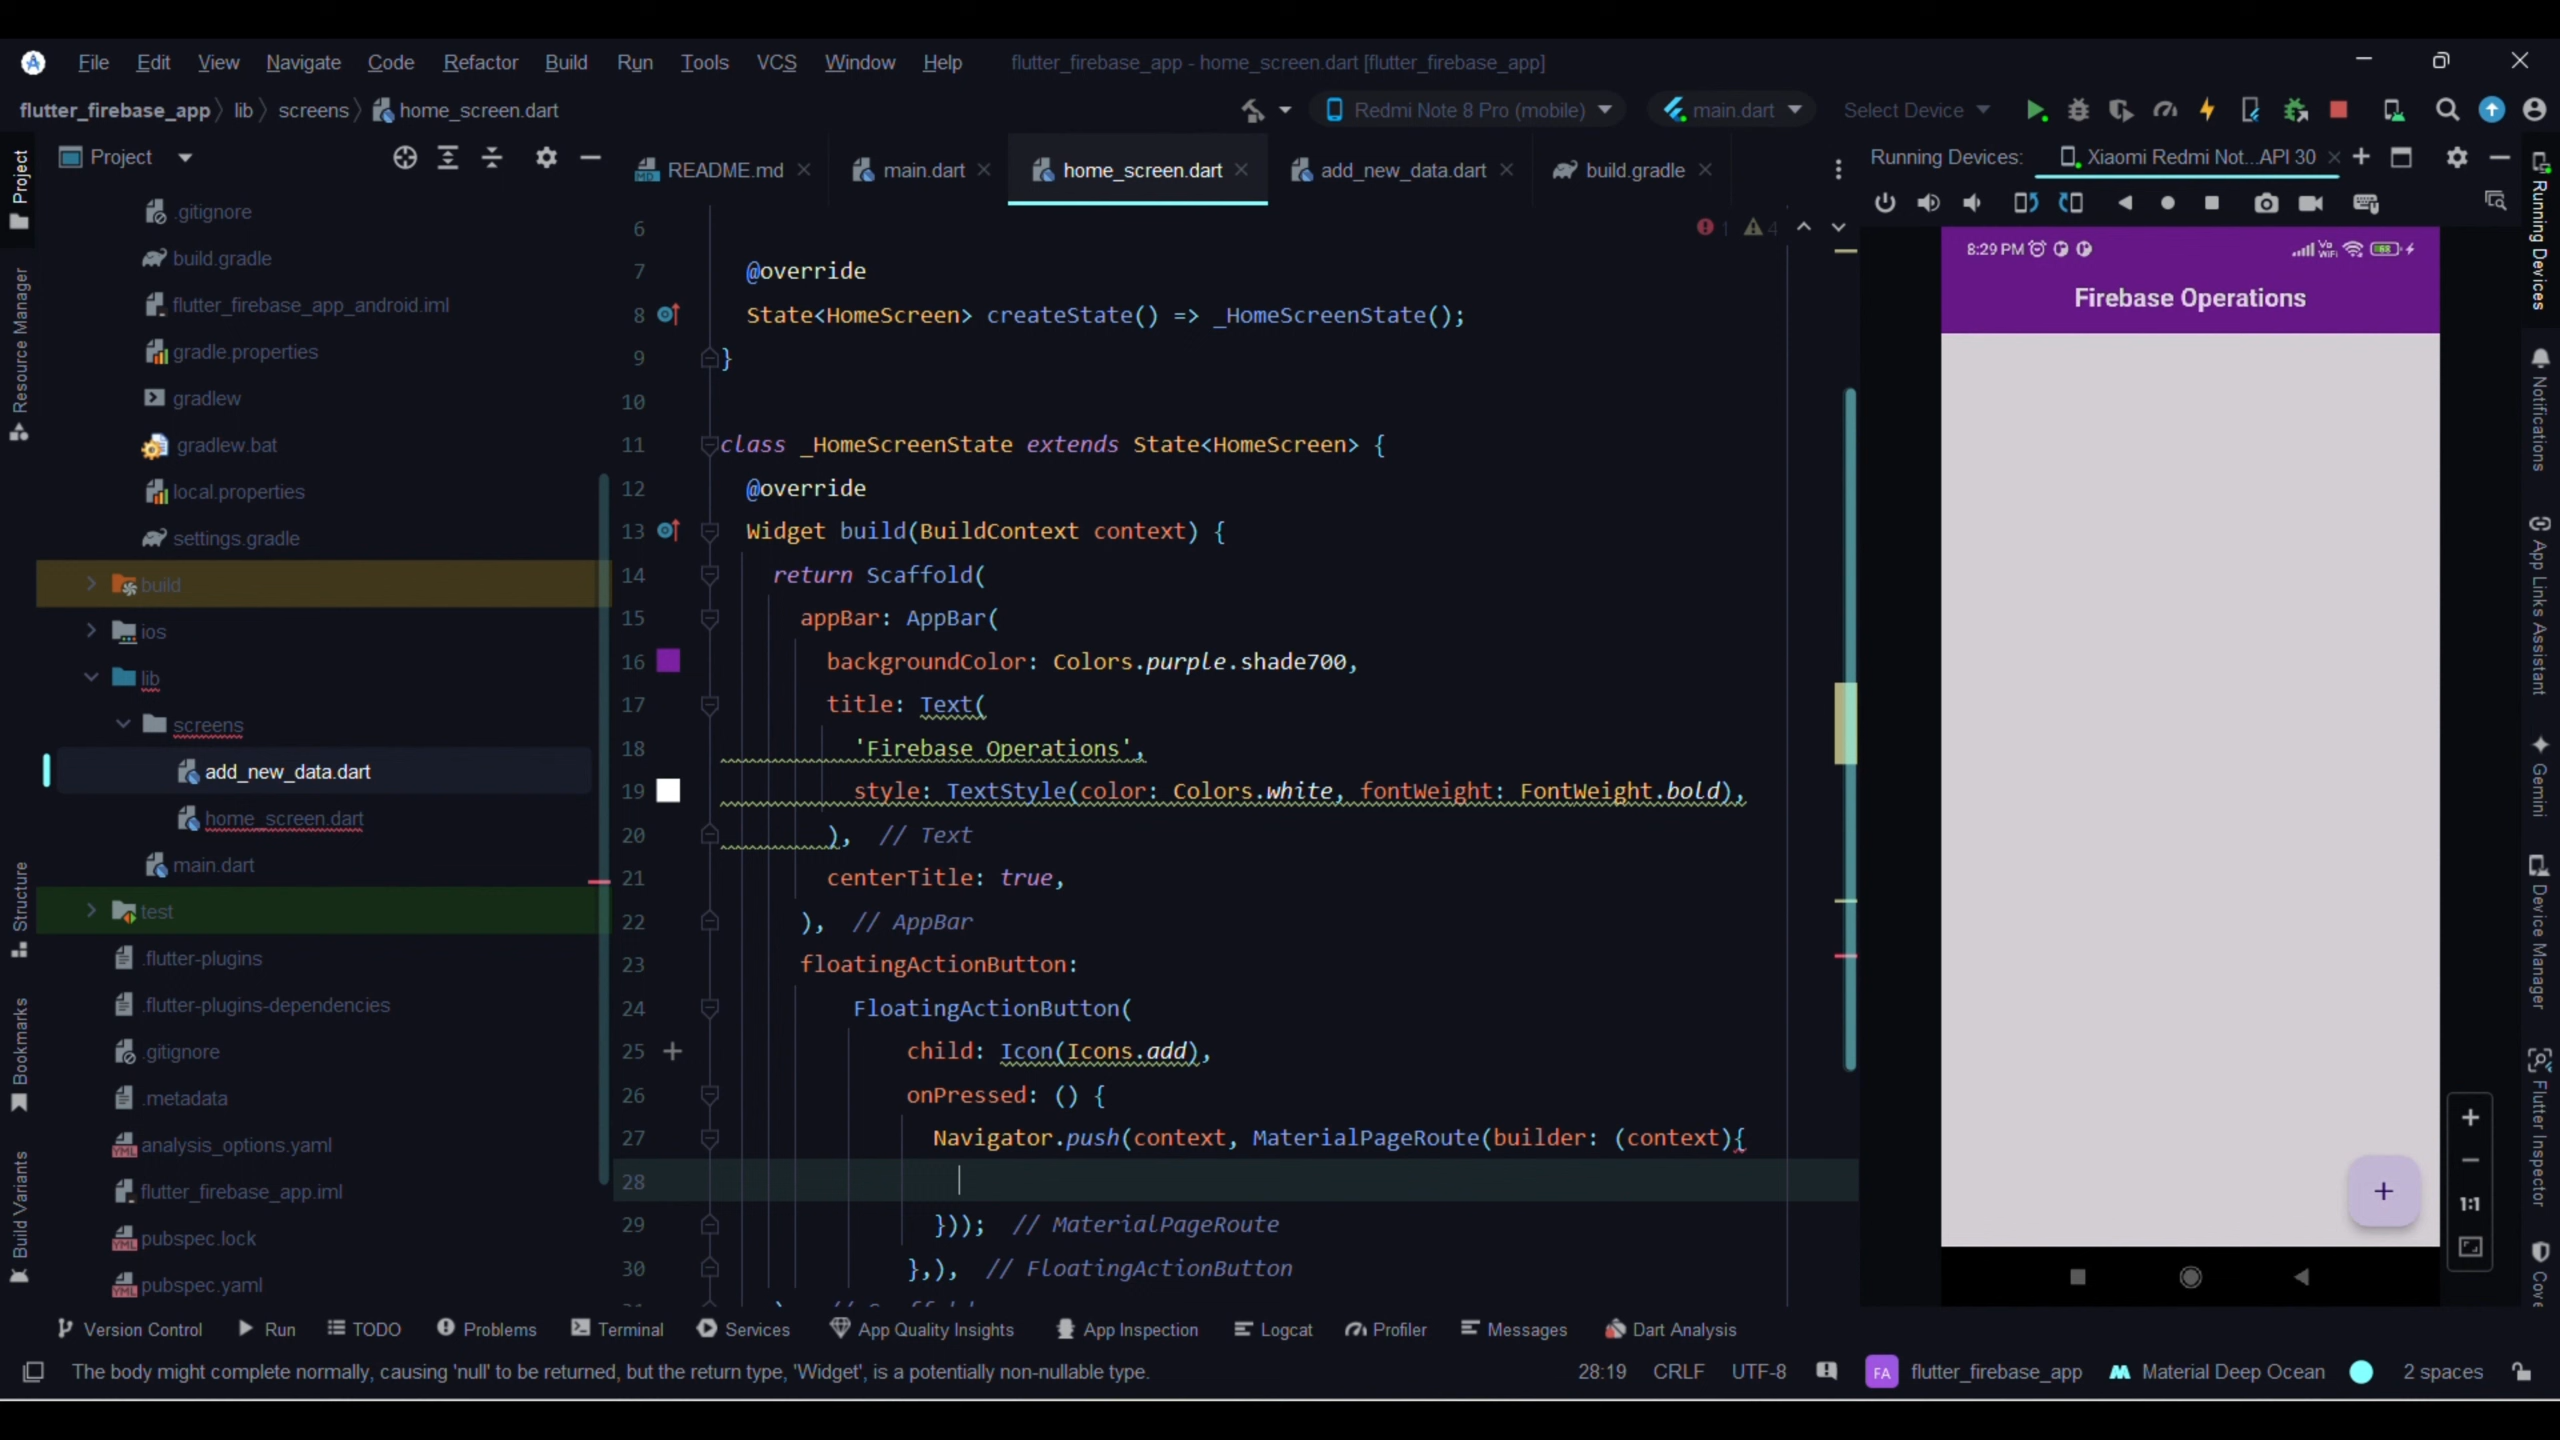 File Edit View Navigate Code Refactor Build Run Tools VCS Window Help flutter_firebase_app - home_screen.dart [flutter_firebase_app]
flutter_firebase_app lib screens home_screen.dart Redmi Note 8 Pro (mobile) main.dart Select Device
Project
README.md main.dart home_screen.dart add_new_data.dart build.gradle
Running Devices: Xiaomi Redmi Not...API 30
Project
Resource Manager
Structure
Bookmarks
Build Variants
.gitignore
build.gradle
flutter_firebase_app_android.iml
gradle.properties
gradlew
gradlew.bat
local.properties
settings.gradle
build
ios
lib
screens
add_new_data.dart
home_screen.dart
main.dart
test
.flutter-plugins
.flutter-plugins-dependencies
.gitignore
.metadata
analysis_options.yaml
flutter_firebase_app.iml
pubspec.lock
pubspec.yaml
1 4
6
7 @override
8 State<HomeScreen> createState() => _HomeScreenState();
9 }
10
11 class _HomeScreenState extends State<HomeScreen> {
12 @override
13 Widget build(BuildContext context) {
14 return Scaffold(
15 appBar: AppBar(
16 backgroundColor: Colors.purple.shade700,
17 title: Text(
18 'Firebase Operations',
19 style: TextStyle(color: Colors.white, fontWeight: FontWeight.bold),
20 ), // Text
21 centerTitle: true,
22 ), // AppBar
23 floatingActionButton:
24 FloatingActionButton(
25 child: Icon(Icons.add),
26 onPressed: () {
27 Navigator.push(context, MaterialPageRoute(builder: (context){
28
29 })); // MaterialPageRoute
30 },), // FloatingActionButton
8:29 PM Vo WiFi 68
Firebase Operations
+
1:1
Running Devices
Notifications
App Links Assistant
Gemini
Device Manager
Flutter Inspector
Version Control Run TODO Problems Terminal Services App Quality Insights App Inspection Logcat Profiler Messages Dart Analysis
The body might complete normally, causing 'null' to be returned, but the return type, 'Widget', is a potentially non-nullable type. 28:19 CRLF UTF-8 FA flutter_firebase_app Material Deep Ocean 2 spaces